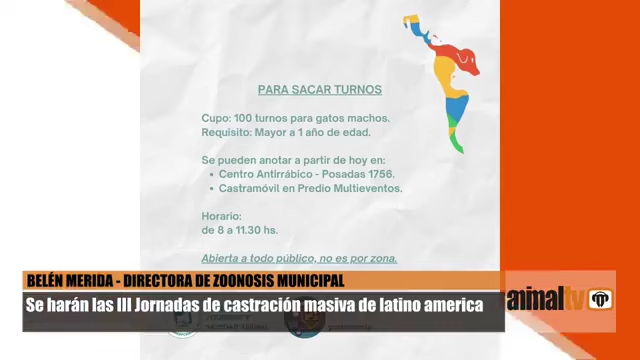 PARA SACAR TURNOS
Cupo: 100 turnos para gatos machos.
Requisito: Mayor a 1 año de edad.
Se pueden anotar a partir de hoy en:
• Centro Antirrábico - Posadas 1756.
• Castramóvil en Predio Multieventos.
Horario:
de 8 a 11.30 hs.
Abierta a todo público, no es por zona.
BELÉN MERIDA - DIRECTORA DE ZOONOSIS MUNICIPAL
Se harán las III Jornadas de castración masiva de latino america
animaltv